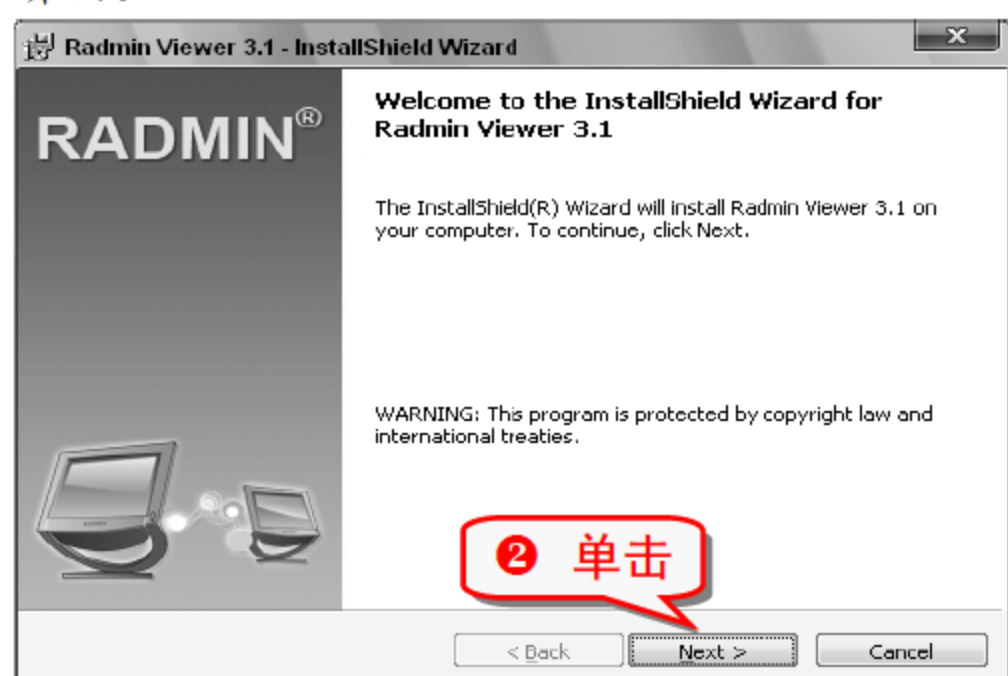 Radmin Viewer 3.1 - InstallShield Wizard
RADMIN®
Welcome to the InstallShield Wizard for
Radmin Viewer 3.1
The InstallShield(R) Wizard will install Radmin Viewer 3.1 on
your computer. To continue, click Next.
WARNING: This program is protected by copyright law and
international treaties.
❷ 单击
< Back
Next >
Cancel